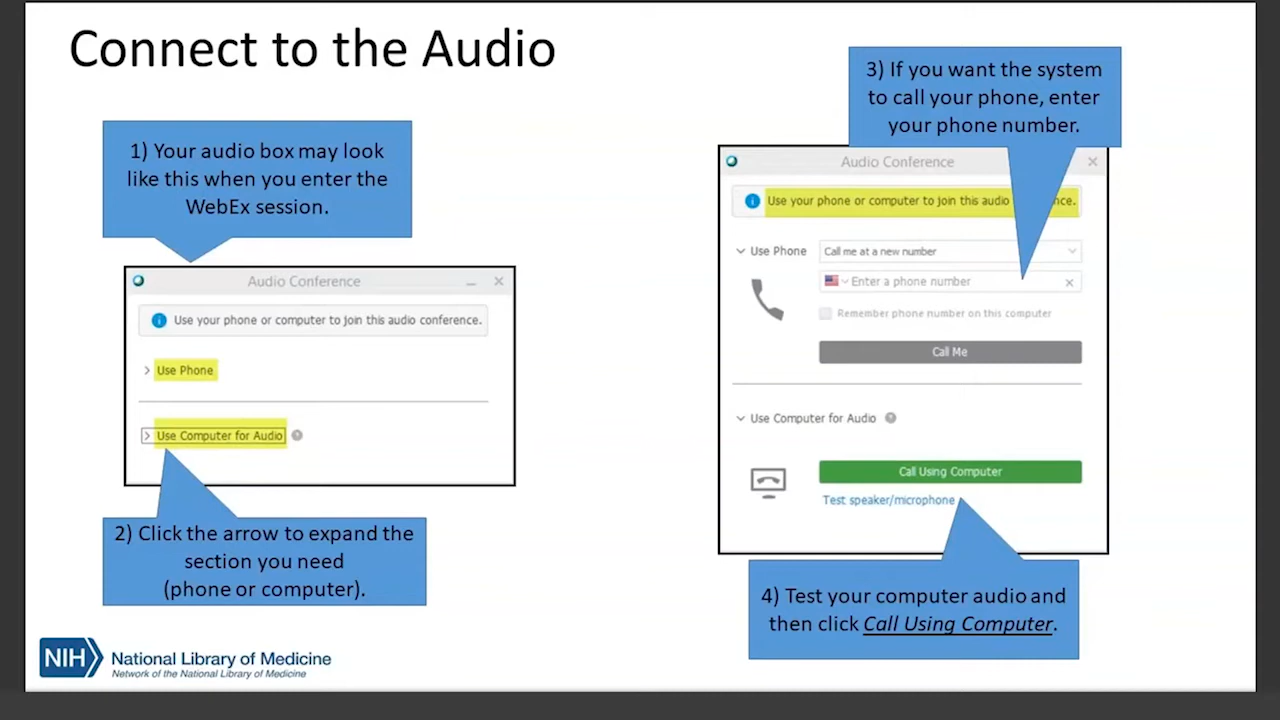 Connect to the Audio
1) Your audio box may look
like this when you enter the
WebEx session.
Audio Conference
Use your phone or computer to join this audio conference.
Use Phone
Use Computer for Audio
2) Click the arrow to expand the
section you need
(phone or computer).
3) If you want the system
to call your phone, enter
your phone number.
Audio Conference
Use your phone or computer to join this audio nce.
Use Phone
Call me at a new number
Enter a phone number
Remember phone number on this computer
Call Me
Use Computer for Audio
Call Using Computer
Test speaker/microphone
4) Test your computer audio and
then click Call Using Computer.
NIH National Library of Medicine
Network of the National Library of Medicine